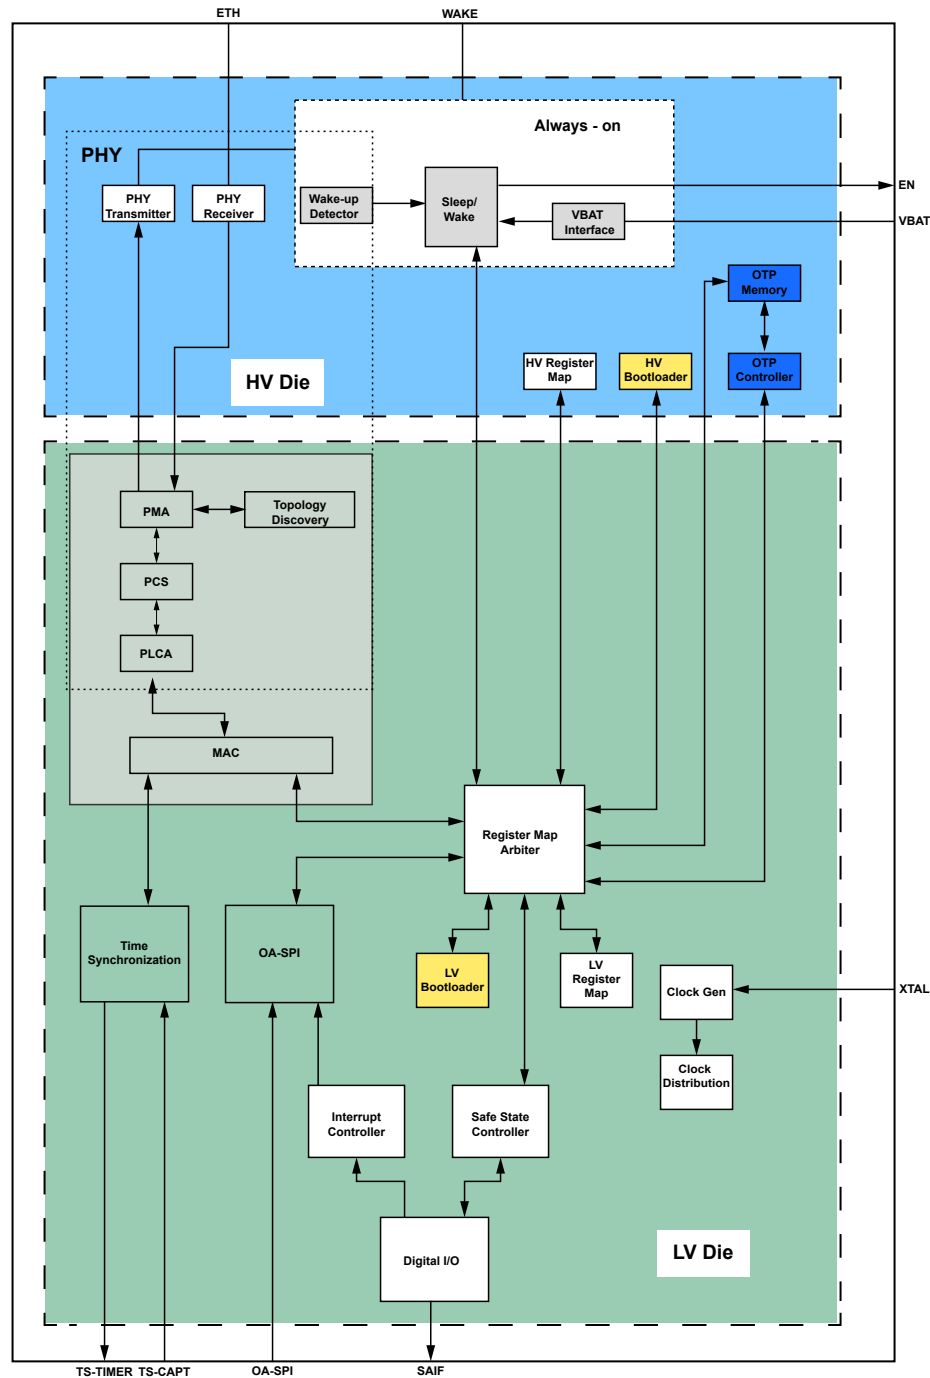 ETH
WAKE
Always - on
PHY
PHY
Transmitter
PHY
Receiver
Wake-up
Detector
Sleep/
Wake
VBAT
Interface
EN
VBAT
OTP
Memory
HV Die
HV Register
Map
HV
Bootloader
OTP
Controller
PMA
Topology
Discovery
PCS
PLCA
MAC
Register Map
Arbiter
Time
Synchronization
OA-SPI
LV
Bootloader
LV
Register
Map
Clock Gen
XTAL
Clock
Distribution
Interrupt
Controller
Safe State
Controller
Digital I/O
LV Die
TS-TIMER
TS-CAPT
OA-SPI
SAIF